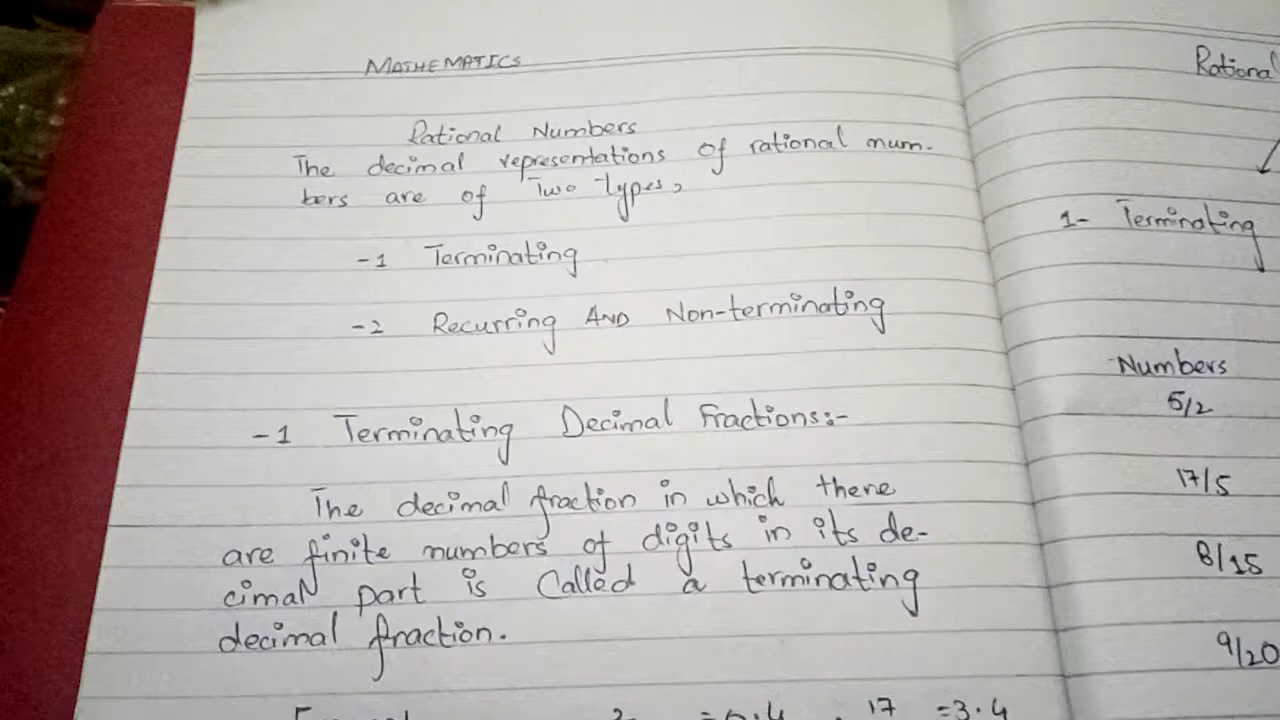 MATHEMATICS
Rational Numbers
The decimal representations of rational num-
bers are of Two types,
-1 Terminating
-2 Recurring AND Non-terminating
-1 Terminating Decimal Fractions:-
The decimal fraction in which there
are finite numbers of digits in its de-
cimal part is Called a terminating
decimal fraction.
17 =3.4
Rational
1- Terminating
Numbers
5/2
17/5
8/15
9/20